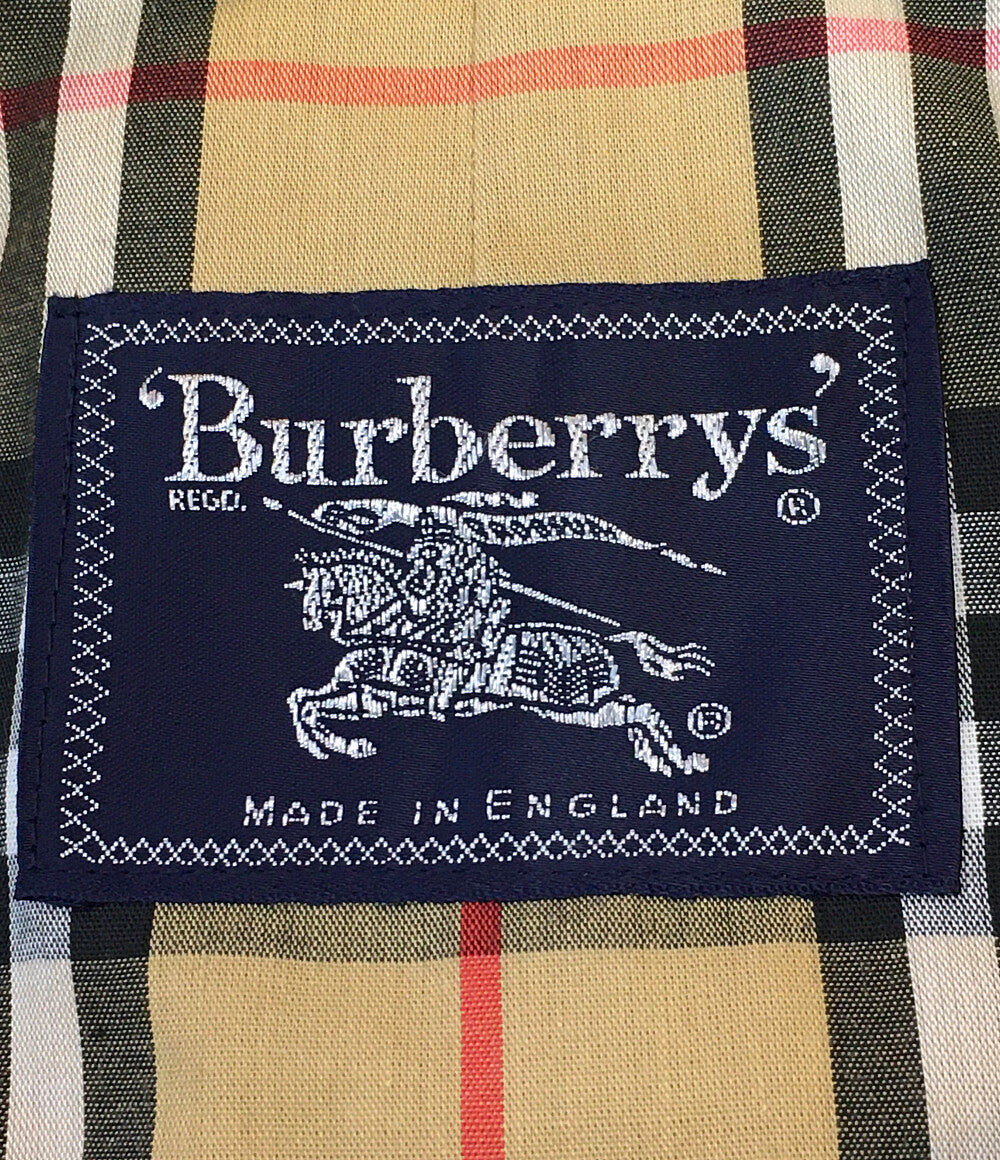 ‘Burberrys’
REGD. ®
®
MADE IN ENGLAND